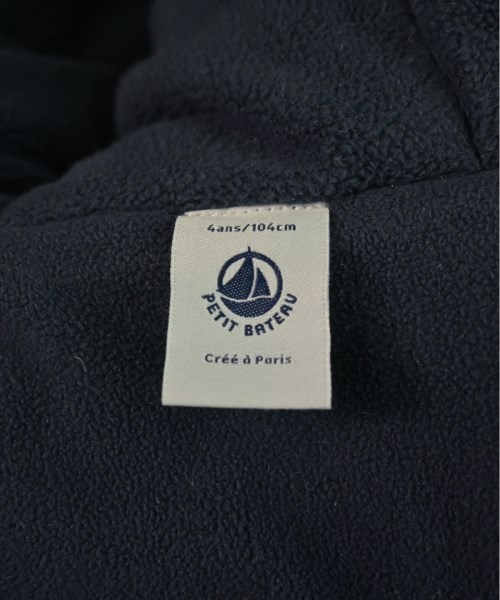 4ans/104cm
PETIT BATEAU
Créé à Paris